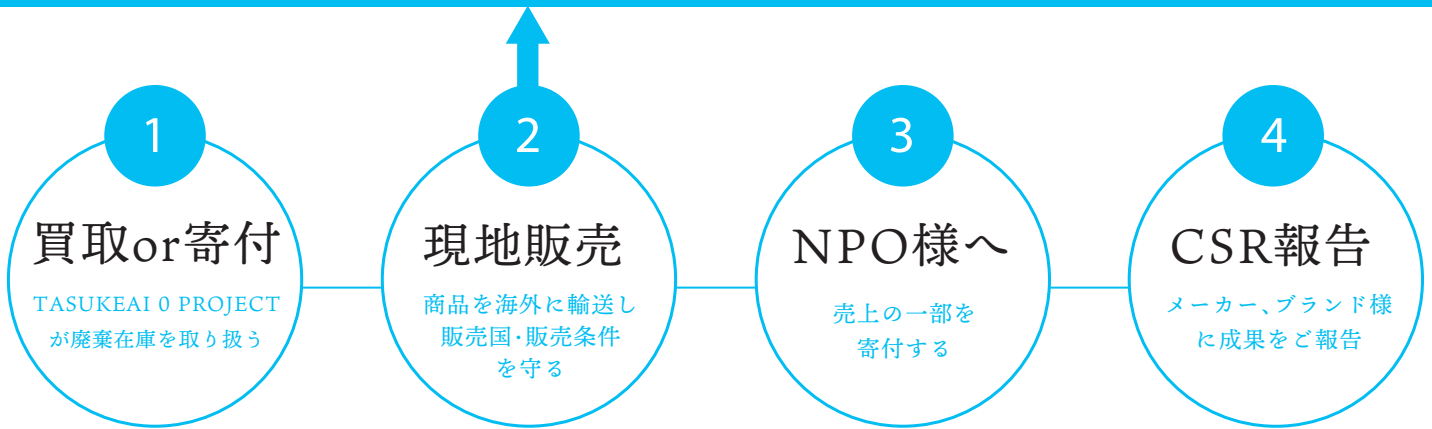 1
買取or寄付
TASUKEAI 0 PROJECT
が廃棄在庫を取り扱う
2
現地販売
商品を海外に輸送し
販売国・販売条件
を守る
3
NPO様へ
売上の一部を
寄付する
4
CSR報告
メーカー、ブランド様
に成果をご報告